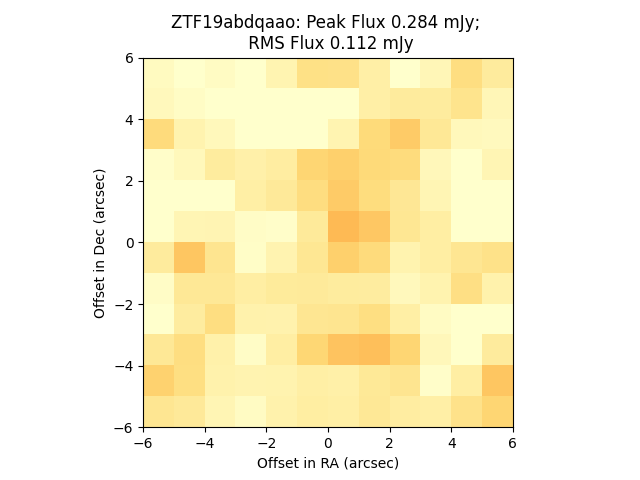 ZTF19abdqaao: Peak Flux 0.284 mJy;
RMS Flux 0.112 mJy
6
4
2
0
−2
−4
−6
Offset in Dec (arcsec)
−6 −4 −2 0 2 4 6
Offset in RA (arcsec)